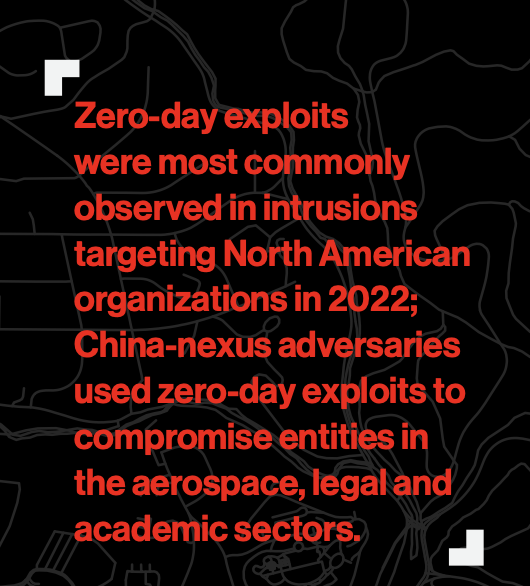 Zero-day exploits
were most commonly
observed in intrusions
targeting North American
organizations in 2022;
China-nexus adversaries
used zero-day exploits to
compromise entities in
the aerospace, legal and
academic sectors.